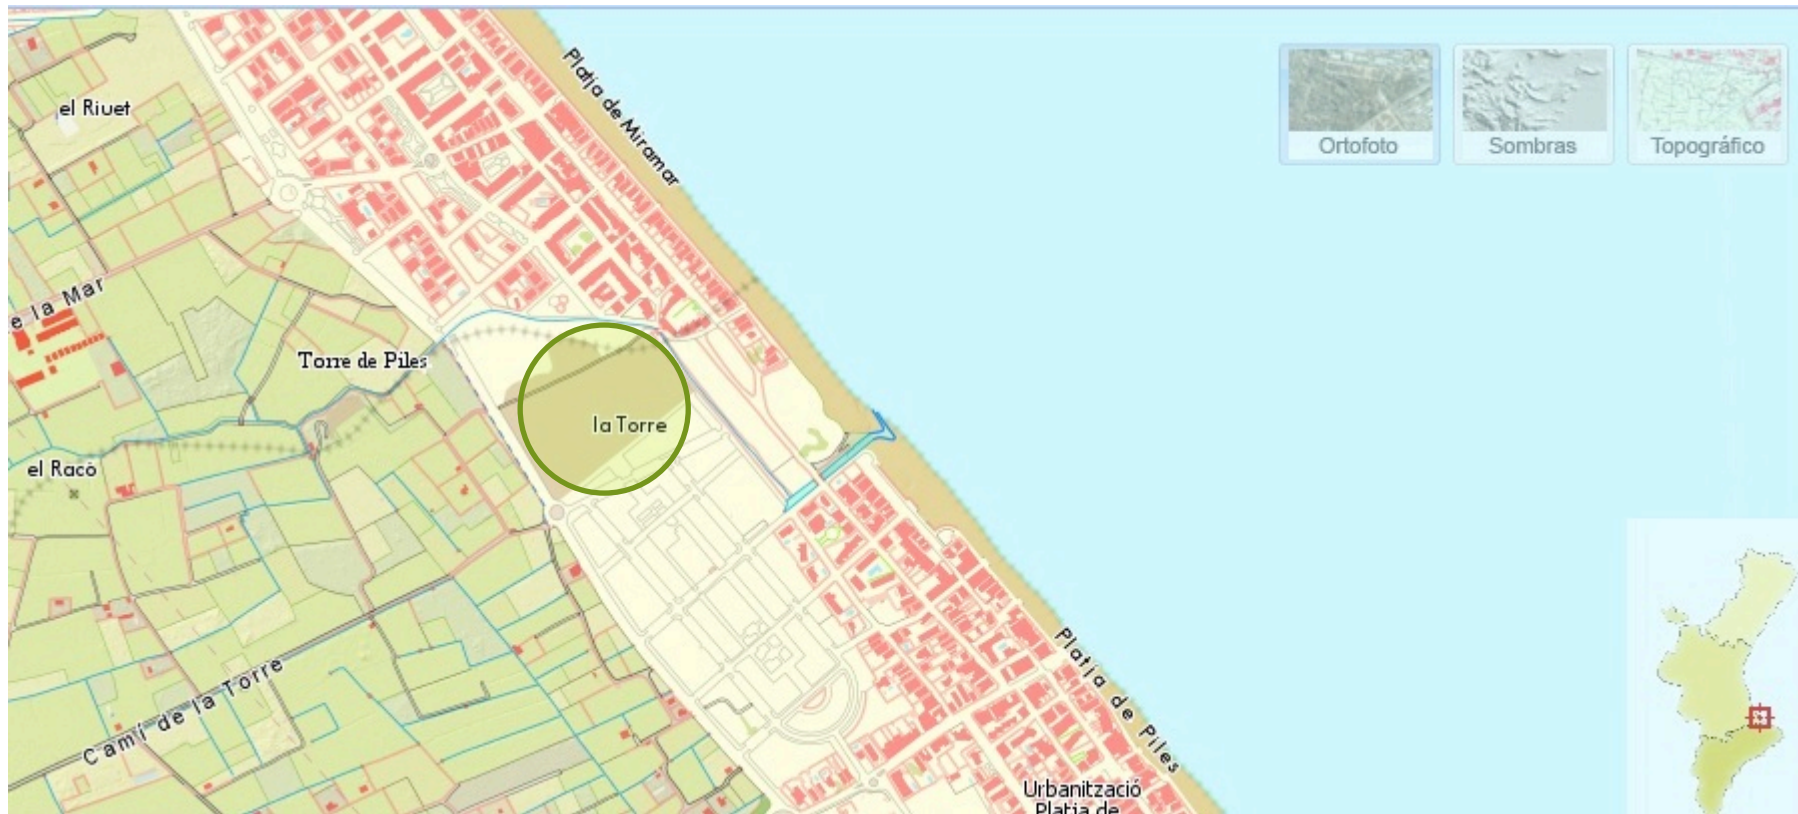 Platja de Miramar
el Riuet
Ortofoto
Sombras
Topográfico
e la Mar
Torre de Piles
la Torre
el Racó
Camí de la Torre
Platja de Piles
Urbanització
Platja de